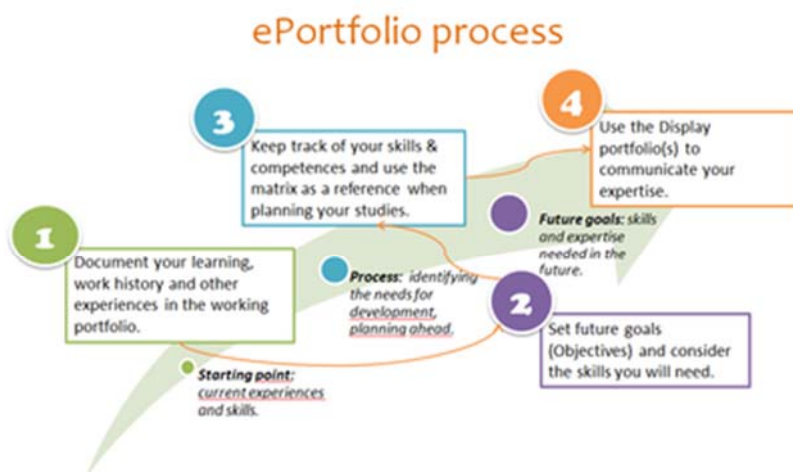 ePortfolio process
1
Document your learning,
work history and other
experiences in the working
portfolio.
Starting point:
current experiences
and skills.
2
Set future goals
(Objectives) and consider
the skills you will need.
3
Keep track of your skills &
competences and use the
matrix as a reference when
planning your studies.
Process: identifying
the needs for
development,
planning ahead.
4
Use the Display
portfolio(s) to
communicate your
expertise.
Future goals: skills
and expertise
needed in the
future.